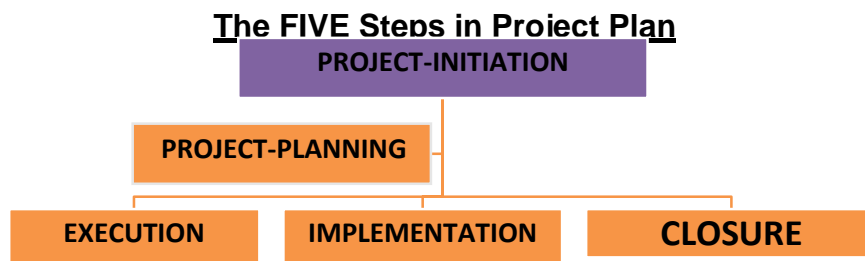 The FIVE Steps in Project Plan
PROJECT-INITIATION
PROJECT-PLANNING
EXECUTION
IMPLEMENTATION
CLOSURE